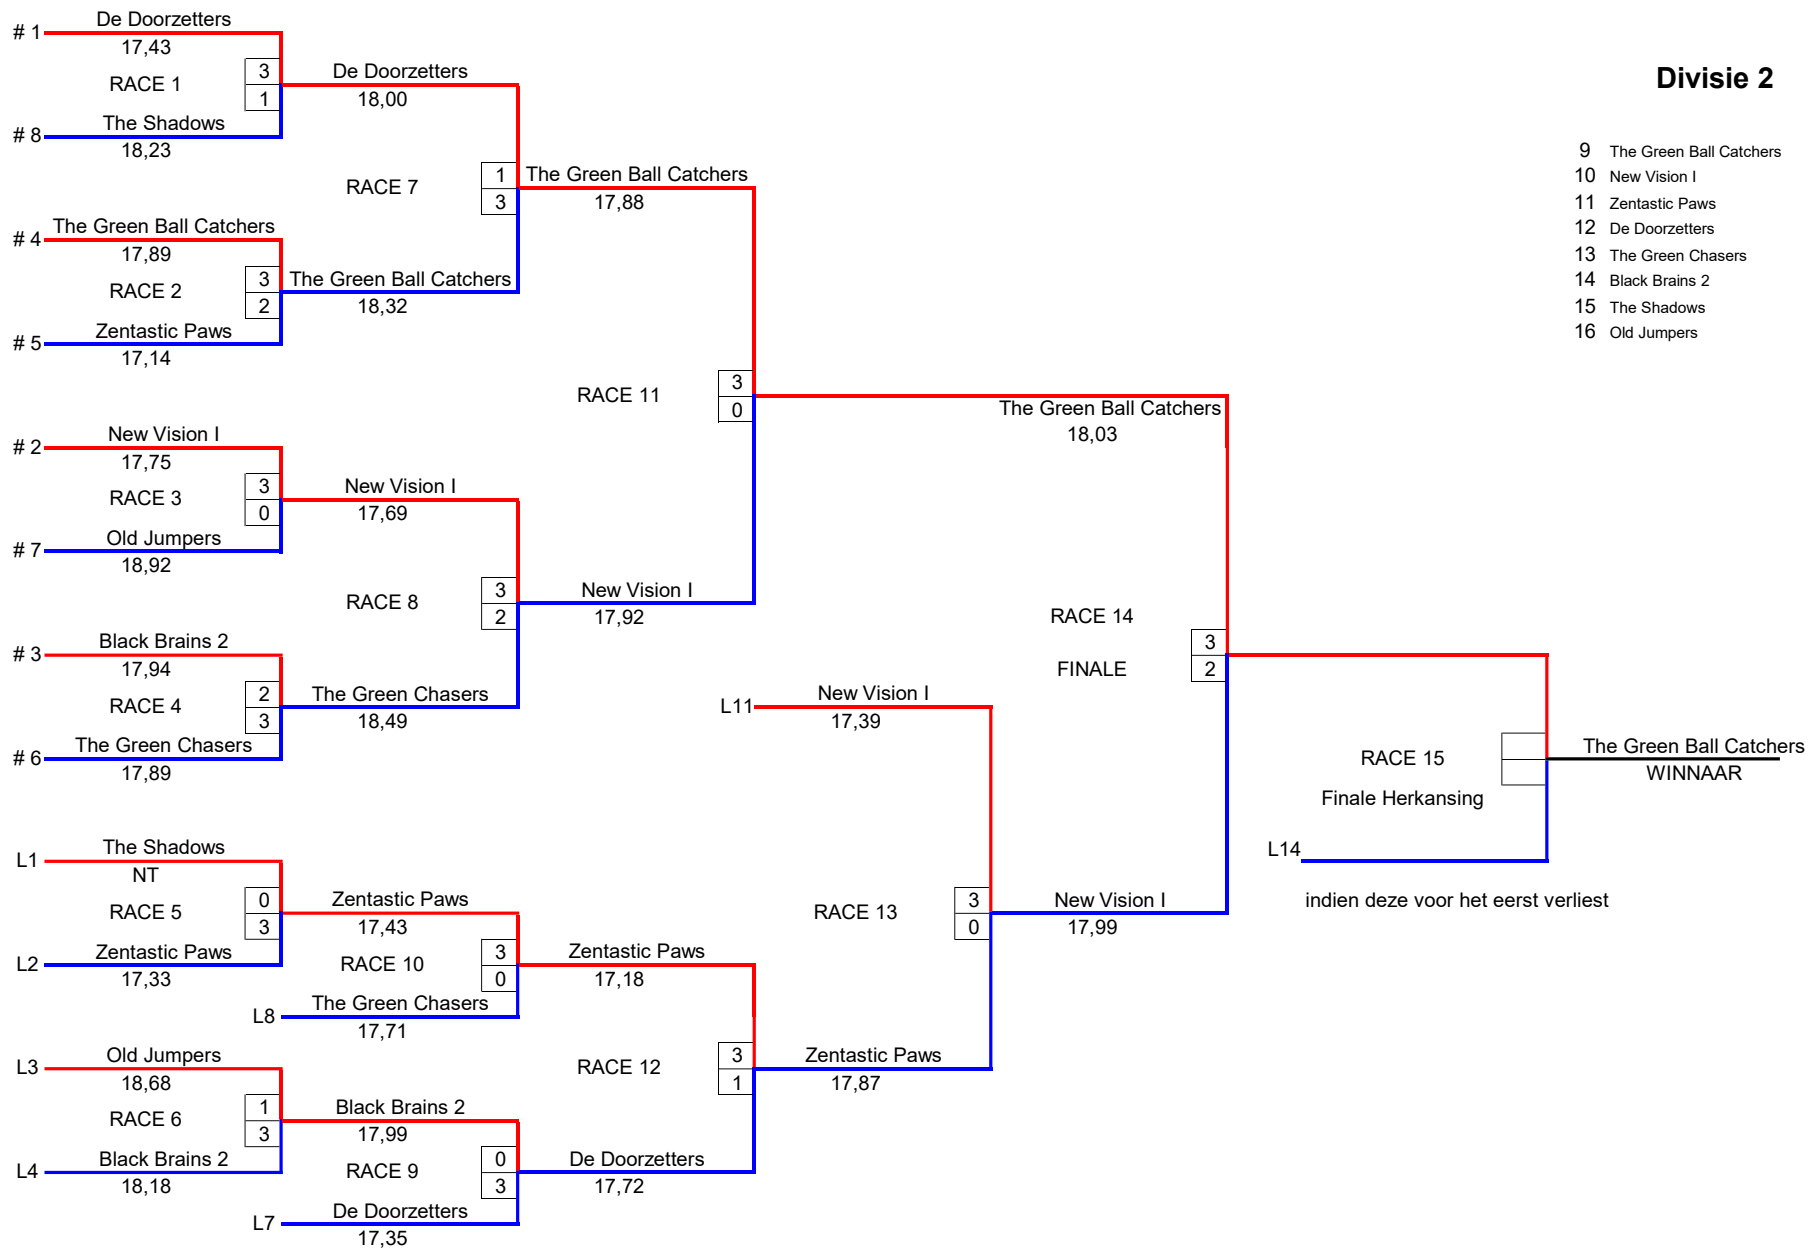 De Doorzetters
# 1
17,43
RACE 1
3
1
The Shadows
# 8
18,23
De Doorzetters
18,00
RACE 7
1
3
The Green Ball Catchers
# 4
17,89
RACE 2
3
2
Zentastic Paws
# 5
17,14
The Green Ball Catchers
18,32
The Green Ball Catchers
17,88
RACE 11
3
0
New Vision I
# 2
17,75
RACE 3
3
0
Old Jumpers
# 7
18,92
New Vision I
17,69
RACE 8
3
2
New Vision I
17,92
Black Brains 2
# 3
17,94
RACE 4
2
3
The Green Chasers
# 6
17,89
The Green Chasers
18,49
The Green Ball Catchers
18,03
RACE 14
FINALE
3
2
New Vision I
L11
17,39
RACE 13
3
0
New Vision I
17,99
The Shadows
L1
NT
RACE 5
0
3
Zentastic Paws
L2
17,33
Zentastic Paws
17,43
RACE 10
3
0
The Green Chasers
L8
17,71
Zentastic Paws
17,18
RACE 12
3
1
Zentastic Paws
17,87
Old Jumpers
L3
18,68
RACE 6
1
3
Black Brains 2
L4
18,18
Black Brains 2
17,99
RACE 9
0
3
De Doorzetters
L7
17,35
De Doorzetters
17,72
RACE 15
Finale Herkansing
L14
indien deze voor het eerst verliest
The Green Ball Catchers
WINNAAR
Divisie 2
9 The Green Ball Catchers
10 New Vision I
11 Zentastic Paws
12 De Doorzetters
13 The Green Chasers
14 Black Brains 2
15 The Shadows
16 Old Jumpers